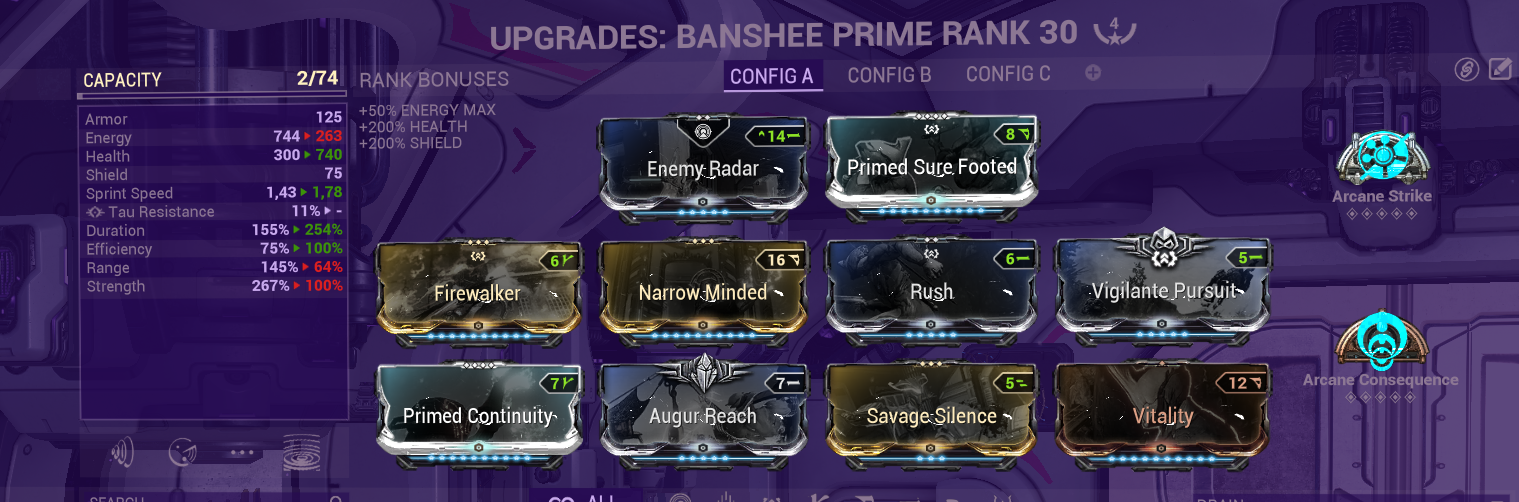 UPGRADES: BANSHEE PRIME RANK 30 4
CAPACITY 2/74
RANK BONUSES
CONFIG A CONFIG B CONFIG C
+50% ENERGY MAX
+200% HEALTH
+200% SHIELD
Armor 125
Energy 744 263
Health 300 740
Shield 75
Sprint Speed 1,43 1,78
Tau Resistance 11% -
Duration 155% 254%
Efficiency 75% 100%
Range 145% 64%
Strength 267% 100%
14
Enemy Radar
8
Primed Sure Footed
Arcane Strike
6
Firewalker
16
Narrow Minded
6
Rush
5
Vigilante Pursuit
7
Primed Continuity
7
Augur Reach
5
Savage Silence
12
Vitality
Arcane Consequence
SEARCH
ALL
DRAIN